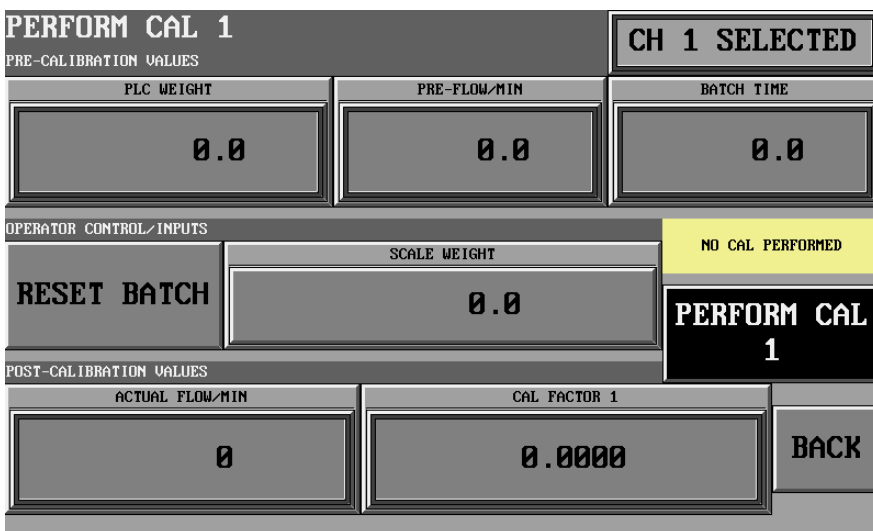 PERFORM CAL 1
CH 1 SELECTED
PRE-CALIBRATION VALUES
PLC WEIGHT
PRE-FLOW/MIN
BATCH TIME
0.0
0.0
0.0
OPERATOR CONTROL/INPUTS
NO CAL PERFORMED
RESET BATCH
SCALE WEIGHT
0.0
PERFORM CAL
1
POST-CALIBRATION VALUES
ACTUAL FLOW/MIN
CAL FACTOR 1
0
0.0000
BACK